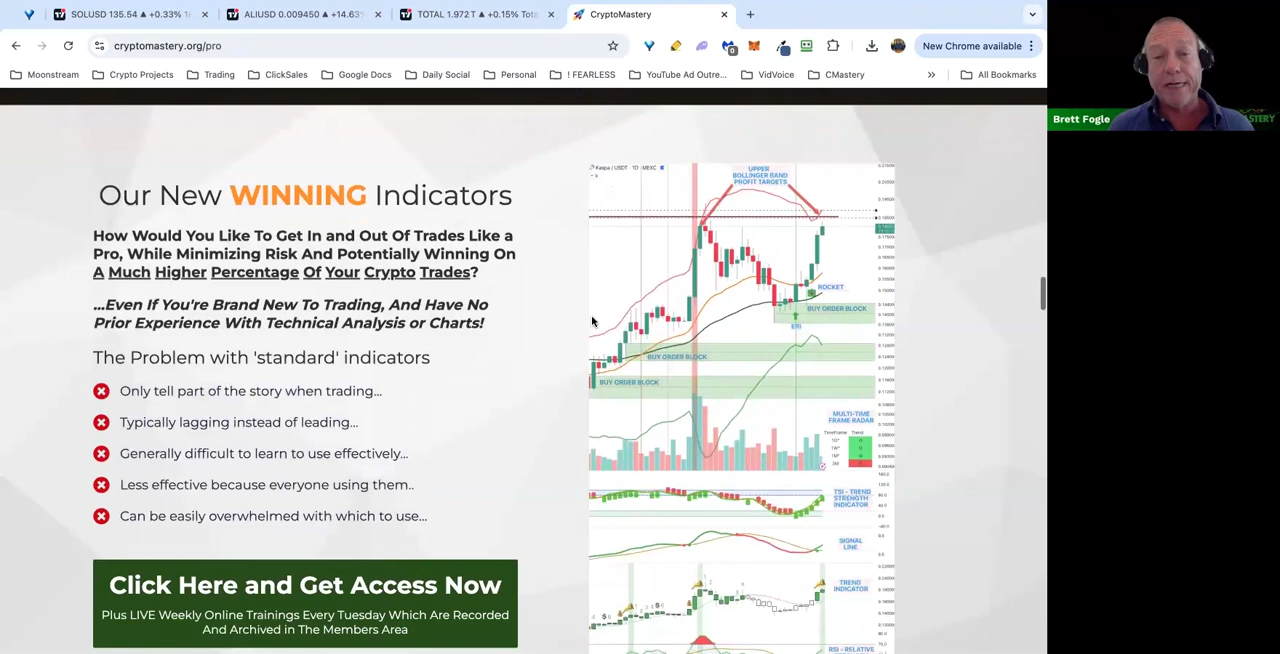 SOLUSD 135.54 ▲ +0.33%
ALIUSD 0.009450 ▲ +14.63%
TOTAL 1.972 T ▲ +0.15% Tota
CryptoMastery
cryptomastery.org/pro
0
New Chrome available
Moonstream
Crypto Projects
Trading
ClickSales
Google Docs
Daily Social
Personal
! FEARLESS
YouTube Ad Outre...
VidVoice
CMastery
All Bookmarks
Brett Fogle
Our New WINNING Indicators
How Would You Like To Get In and Out Of Trades Like a
Pro, While Minimizing Risk And Potentially Winning On
A Much Higher Percentage Of Your Crypto Trades?
...Even If You're Brand New To Trading, And Have No
Prior Experience With Technical Analysis or Charts!
The Problem with 'standard' indicators
Only tell part of the story when trading...
Typically lagging instead of leading...
Generally difficult to learn to use effectively...
Less effective because everyone using them..
Can be easily overwhelmed with which to use...
Click Here and Get Access Now
Plus LIVE Weekly Online Trainings Every Tuesday Which Are Recorded
And Archived in The Members Area
Kaspa / USDT · 1D · MEXC
UPPER
BOLLINGER BAND
PROFIT TARGETS
ROCKET
BUY ORDER BLOCK
ERI
BUY ORDER BLOCK
BUY ORDER BLOCK
MULTI-TIME
FRAME RADAR
TimeFrame Trend
TSI - TREND
STRENGTH
INDICATOR
SIGNAL
LINE
TREND
INDICATOR
RSI - RELATIVE